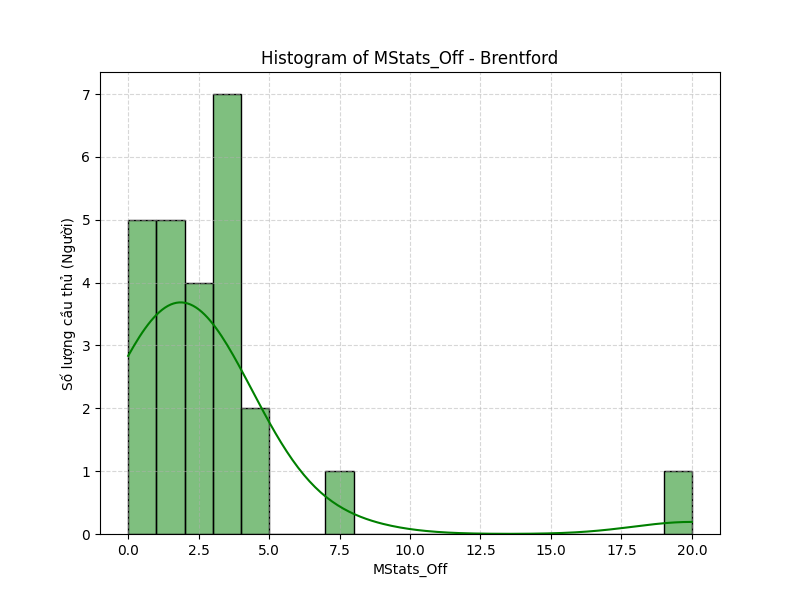 Histogram of MStats_Off - Brentford
Số lượng cầu thủ (Người)
7
6
5
4
3
2
1
0
0.0 2.5 5.0 7.5 10.0 12.5 15.0 17.5 20.0
MStats_Off